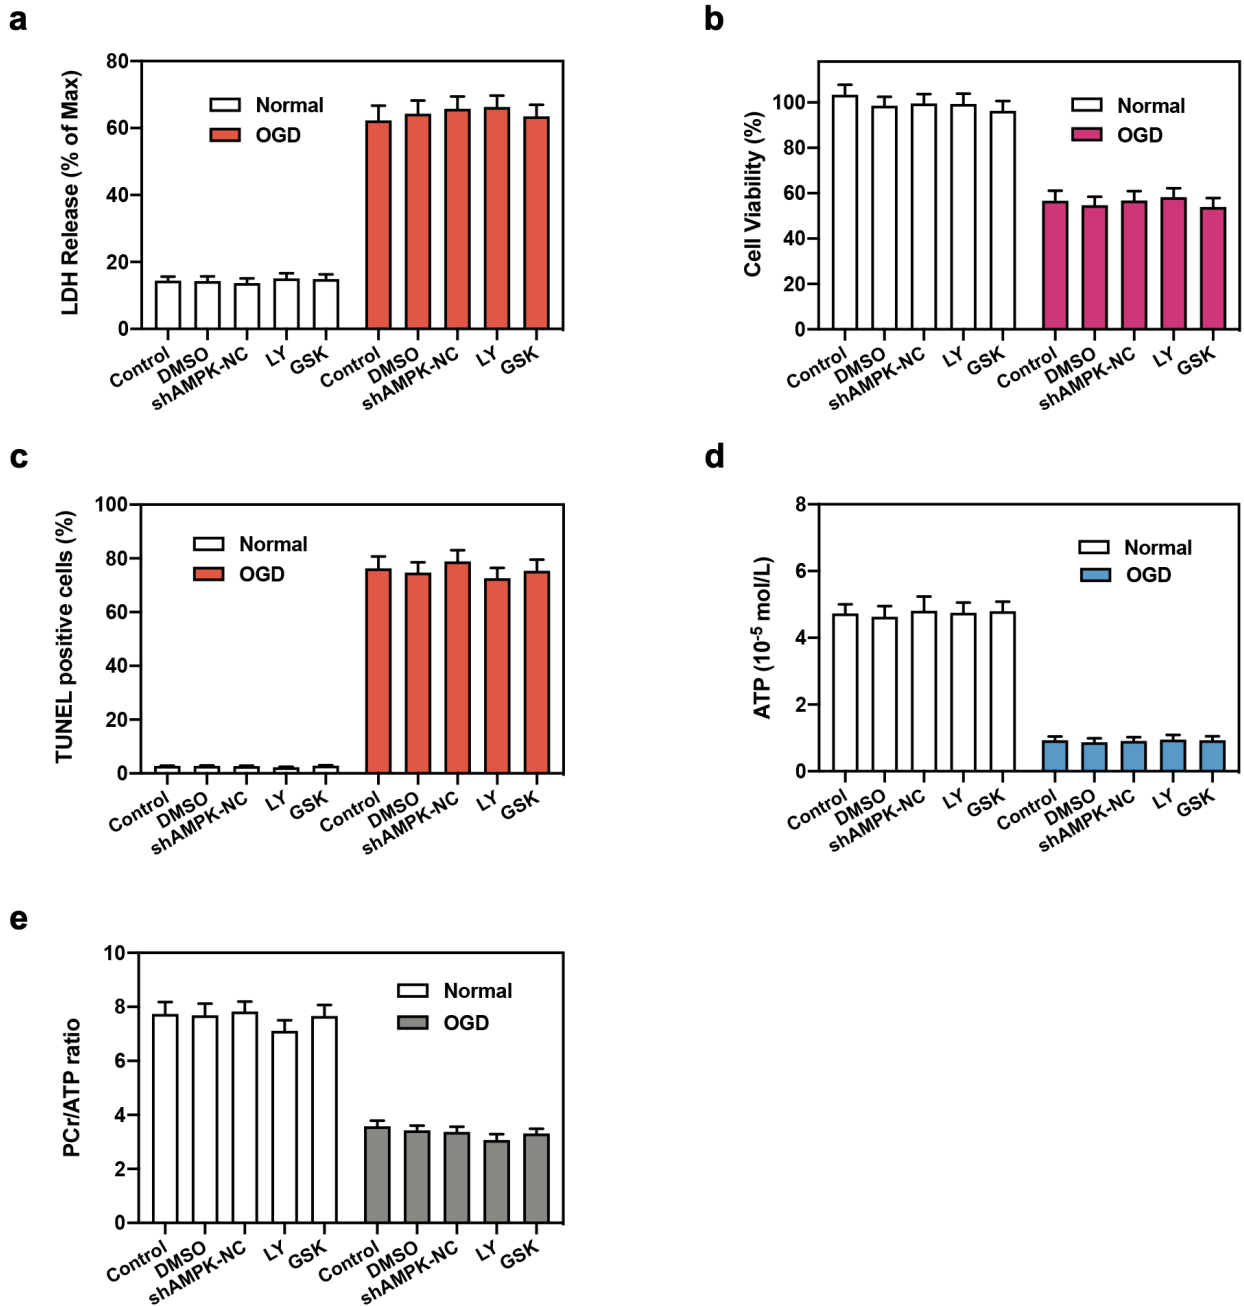 a
LDH Release (% of Max)
80
60
40
20
0
Normal
OGD
Control
DMSO
shAMPK-NC
LY
GSK
Control
DMSO
shAMPK-NC
LY
GSK
b
Cell Viability (%)
100
80
60
40
20
0
Normal
OGD
Control
DMSO
shAMPK-NC
LY
GSK
Control
DMSO
shAMPK-NC
LY
GSK
c
TUNEL positive cells (%)
100
80
60
40
20
0
Normal
OGD
Control
DMSO
shAMPK-NC
LY
GSK
Control
DMSO
shAMPK-NC
LY
GSK
d
ATP (10⁻⁵ mol/L)
8
6
4
2
0
Normal
OGD
Control
DMSO
shAMPK-NC
LY
GSK
Control
DMSO
shAMPK-NC
LY
GSK
e
PCr/ATP ratio
10
8
6
4
2
0
Normal
OGD
Control
DMSO
shAMPK-NC
LY
GSK
Control
DMSO
shAMPK-NC
LY
GSK